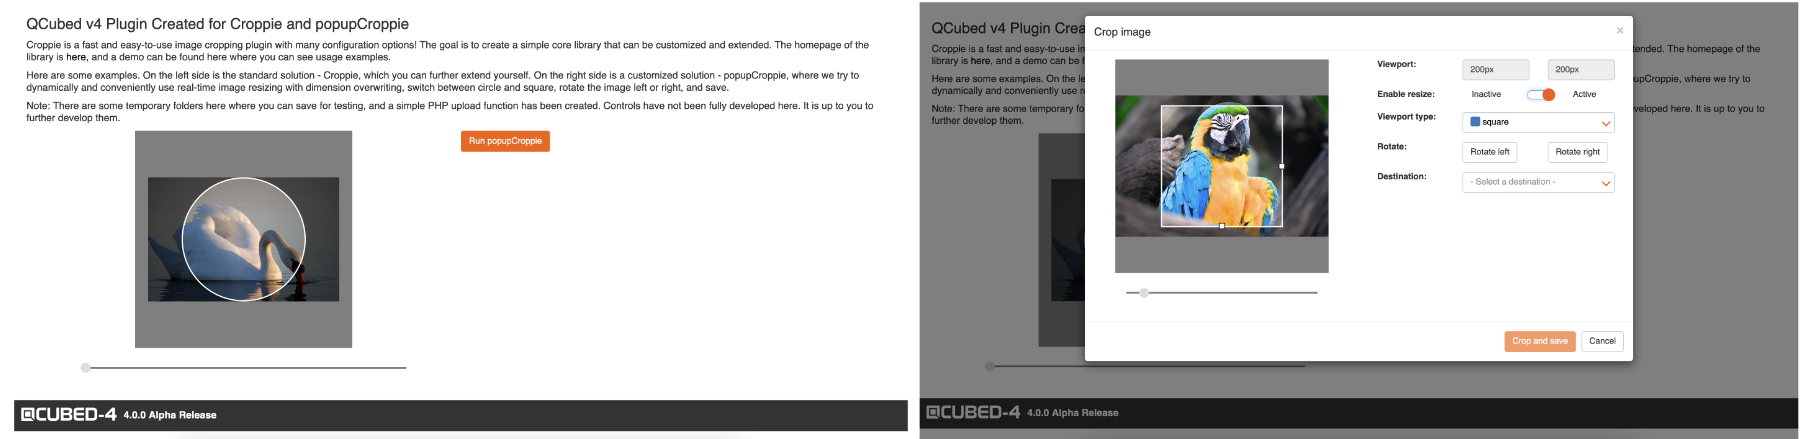 QCubed v4 Plugin Created for Croppie and popupCroppie
Croppie is a fast and easy-to-use image cropping plugin with many configuration options! The goal is to create a simple core library that can be customized and extended. The homepage of the
library is here, and a demo can be found here where you can see usage examples.
Here are some examples. On the left side is the standard solution - Croppie, which you can further extend yourself. On the right side is a customized solution - popupCroppie, where we try to
dynamically and conveniently use real-time image resizing with dimension overwriting, switch between circle and square, rotate the image left or right, and save.
Note: There are some temporary folders here where you can save for testing, and a simple PHP upload function has been created. Controls have not been fully developed here. It is up to you to
further develop them.
Run popupCroppie
QCUBED-4 4.0.0 Alpha Release
QCubed v4 Plugin Crea
Croppie is a fast and easy-to-use in
library is here, and a demo can be f
Here are some examples. On the le
dynamically and conveniently use r
Note: There are some temporary fo
further develop them.
Crop image ×
Viewport: 200px 200px
Enable resize: Inactive Active
Viewport type: square
Rotate: Rotate left Rotate right
Destination: - Select a destination -
Crop and save Cancel
tended. The homepage of the
upCroppie, where we try to
veloped here. It is up to you to
QCUBED-4 4.0.0 Alpha Release